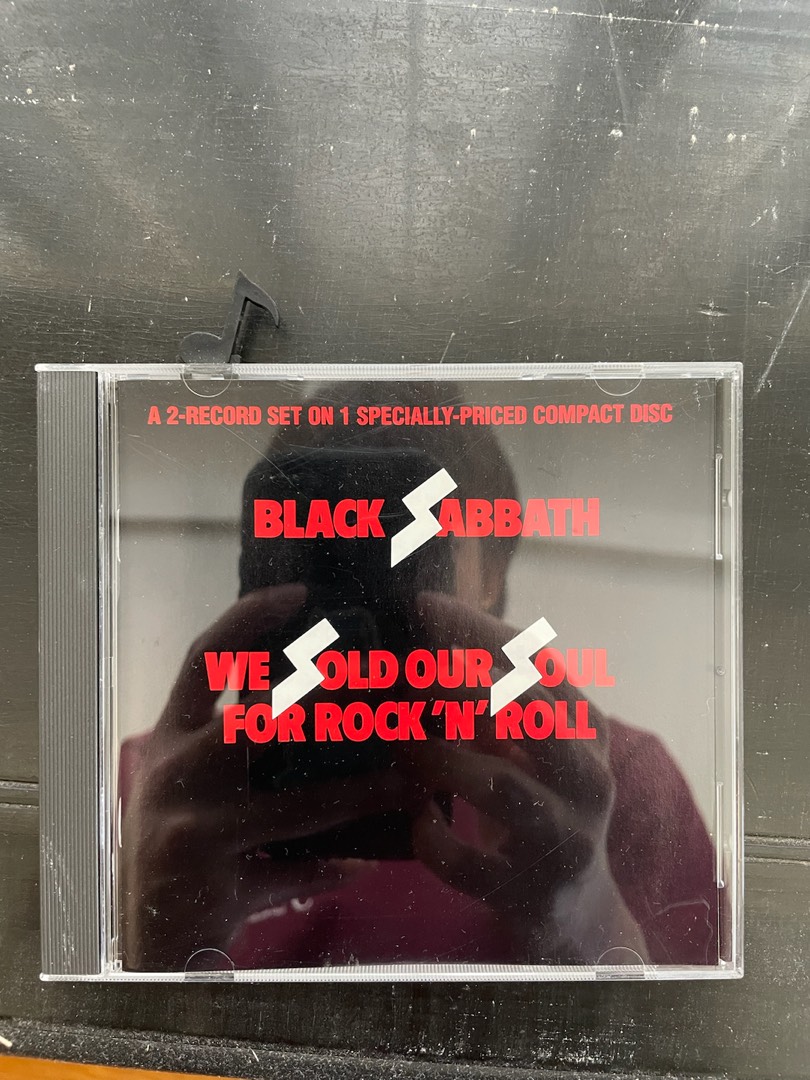 A 2-RECORD SET ON 1 SPECIALLY-PRICED COMPACT DISC
BLACK SABBATH
WE SOLD OUR SOUL
FOR ROCK 'N' ROLL